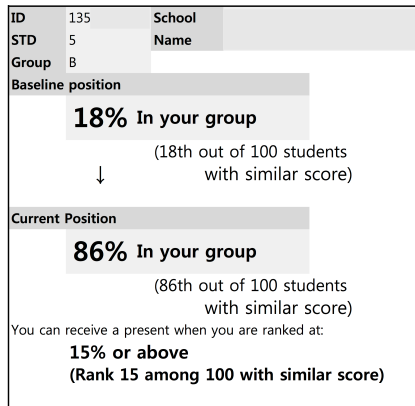 ID 135 School
STD 5 Name
Group B
Baseline position
18% In your group
(18th out of 100 students
with similar score)
↓
Current Position
86% In your group
(86th out of 100 students
with similar score)
You can receive a present when you are ranked at:
15% or above
(Rank 15 among 100 with similar score)